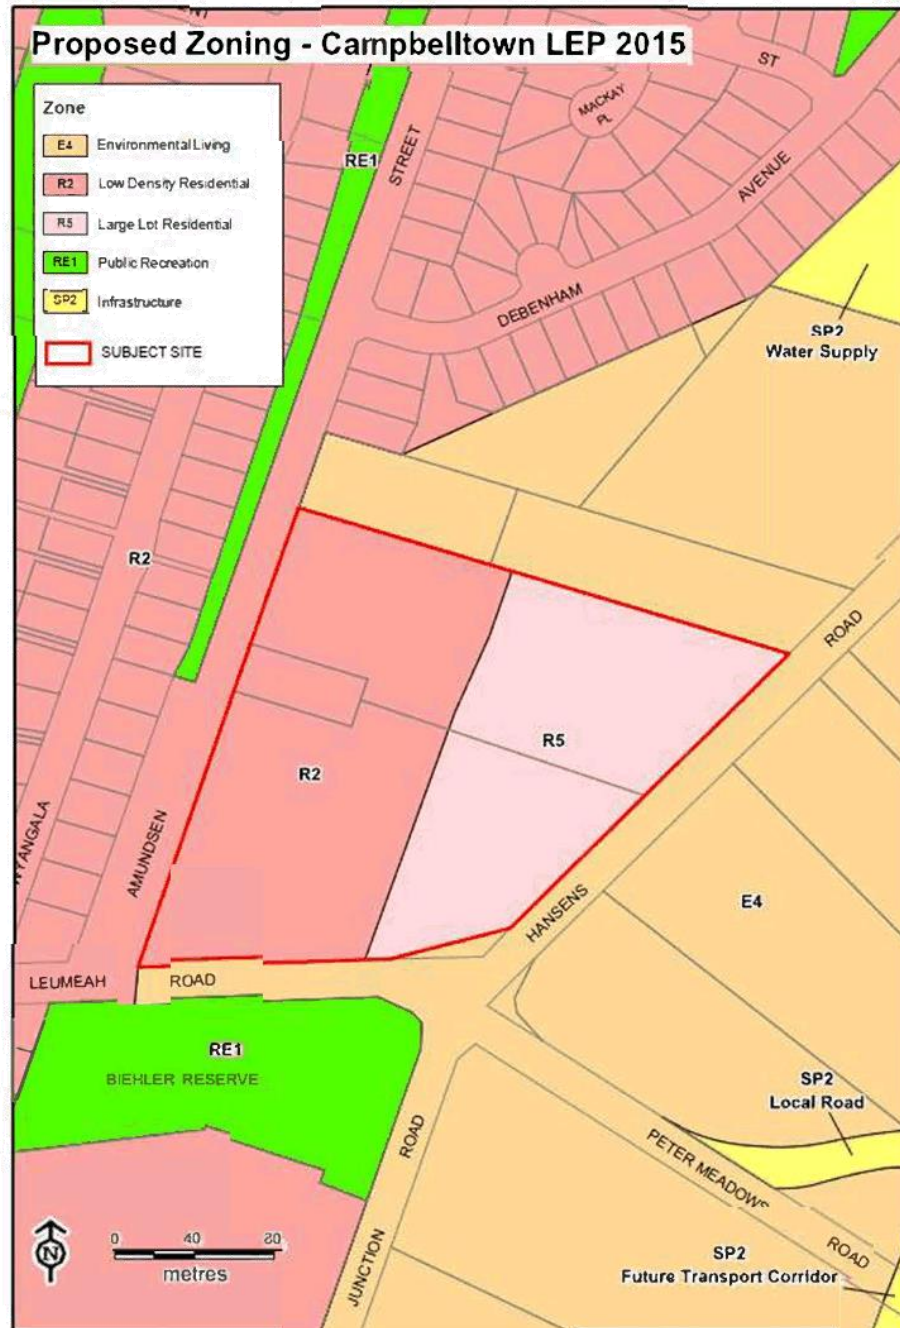 Proposed Zoning - Campbelltown LEP 2015
Zone
E4 Environmental Living
R2 Low Density Residential
R5 Large Lot Residential
RE1 Public Recreation
SP2 Infrastructure
SUBJECT SITE
ST
MACKAY
PL
RE1
STREET
AVENUE
DEBENHAM
SP2
Water Supply
R2
ROAD
R5
R2
AMUNDSEN
E4
HANSENS
LEUMEAH
ROAD
RE1
BIEHLER RESERVE
SP2
Local Road
ROAD
PETER MEADOWS
ROAD
SP2
Future Transport Corridor
JUNCTION
N
0 40 80
metres